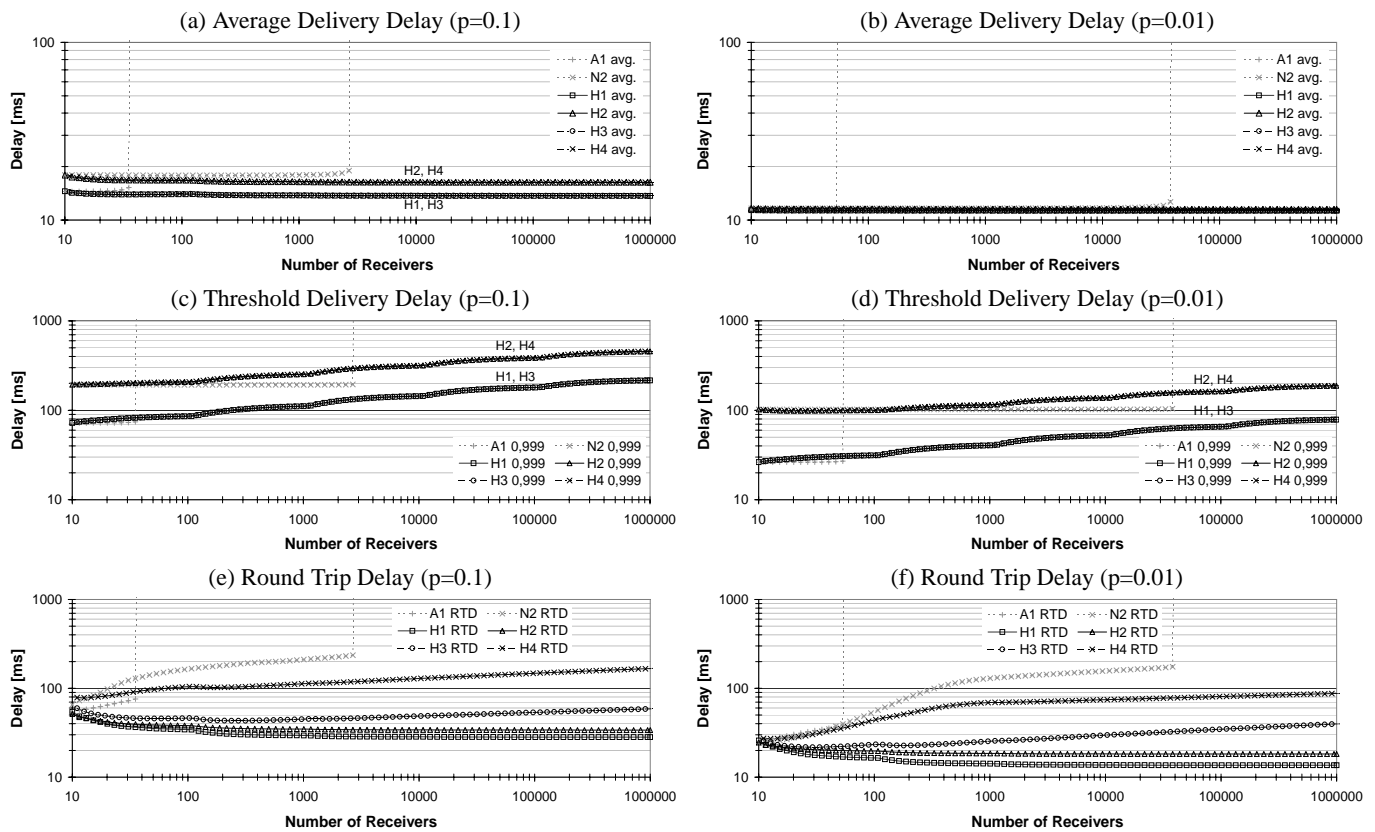 (a) Average Delivery Delay (p=0.1)
100
10
Delay [ms]
A1 avg.
N2 avg.
H1 avg.
H2 avg.
H3 avg.
H4 avg.
H2, H4
H1, H3
10 100 1000 10000 100000 1000000
Number of Receivers
(b) Average Delivery Delay (p=0.01)
100
10
Delay [ms]
A1 avg.
N2 avg.
H1 avg.
H2 avg.
H3 avg.
H4 avg.
10 100 1000 10000 100000 1000000
Number of Receivers
(c) Threshold Delivery Delay (p=0.1)
1000
100
10
Delay [ms]
H2, H4
H1, H3
A1 0,999 N2 0,999
H1 0,999 H2 0,999
H3 0,999 H4 0,999
10 100 1000 10000 100000 1000000
Number of Receivers
(d) Threshold Delivery Delay (p=0.01)
1000
100
10
Delay [ms]
H2, H4
H1, H3
A1 0,999 N2 0,999
H1 0,999 H2 0,999
H3 0,999 H4 0,999
10 100 1000 10000 100000 1000000
Number of Receivers
(e) Round Trip Delay (p=0.1)
1000
100
10
Delay [ms]
A1 RTD N2 RTD
H1 RTD H2 RTD
H3 RTD H4 RTD
10 100 1000 10000 100000 1000000
Number of Receivers
(f) Round Trip Delay (p=0.01)
1000
100
10
Delay [ms]
A1 RTD N2 RTD
H1 RTD H2 RTD
H3 RTD H4 RTD
10 100 1000 10000 100000 1000000
Number of Receivers